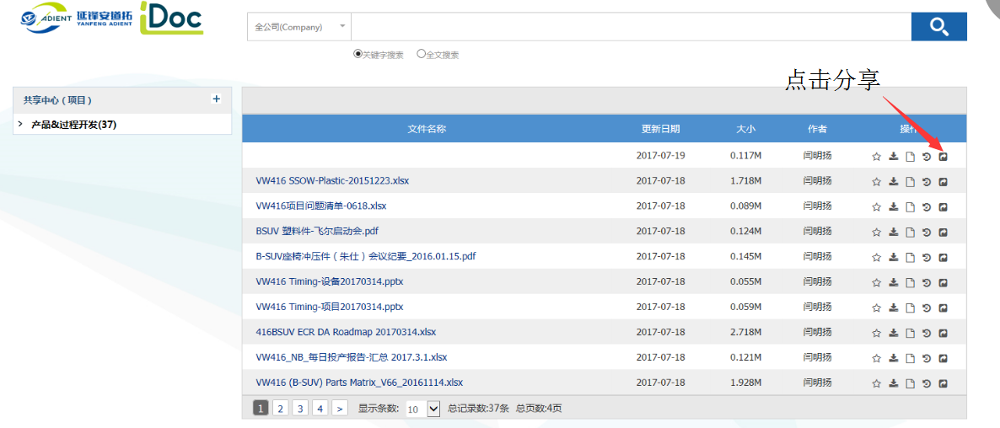 ADIENT 延锋安道拓 YANFENG ADIENT iDoc
全公司(Company)
关键字搜索 全文搜索
点击分享
共享中心（项目） +
> 产品&过程开发(37)
文件名称 更新日期 大小 作者 操作
2017-07-19 0.117M 闫明扬
VW416 SSOW-Plastic-20151223.xlsx 2017-07-18 1.718M 闫明扬
VW416项目问题清单-0618.xlsx 2017-07-18 0.089M 闫明扬
BSUV 塑料件-飞尔启动会.pdf 2017-07-18 0.124M 闫明扬
B-SUV座椅冲压件（朱仕）会议纪要_2016.01.15.pdf 2017-07-18 0.145M 闫明扬
VW416 Timing-设备20170314.pptx 2017-07-18 0.055M 闫明扬
VW416 Timing-项目20170314.pptx 2017-07-18 0.059M 闫明扬
416BSUV ECR DA Roadmap 20170314.xlsx 2017-07-18 2.718M 闫明扬
VW416_NB_每日投产报告-汇总 2017.3.1.xlsx 2017-07-18 0.121M 闫明扬
VW416 (B-SUV) Parts Matrix_V66_20161114.xlsx 2017-07-18 1.928M 闫明扬
1 2 3 4 > 显示条数: 10 总记录数:37条 总页数:4页